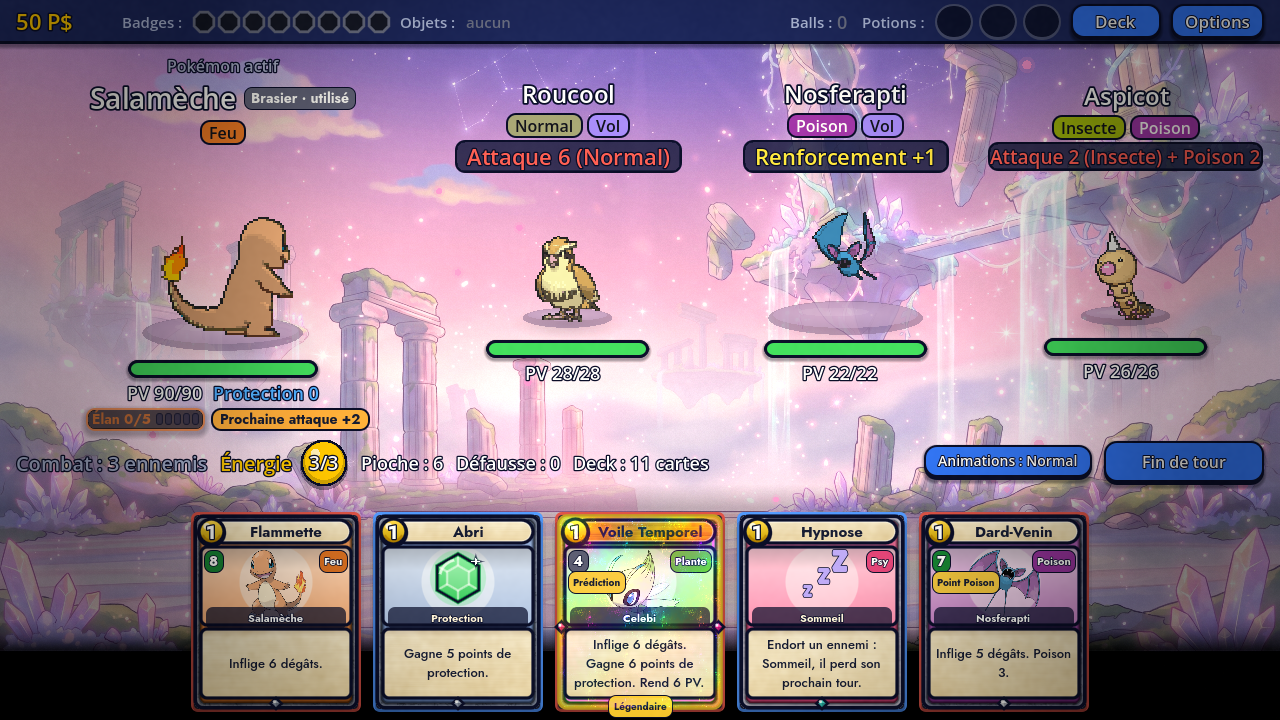 50 P$
Badges :
Objets : aucun
Balls : 0
Potions :
Deck
Options
Pokémon actif
Salamèche
Brasier · utilisé
Feu
Roucool
Normal
Vol
Attaque 6 (Normal)
Nosferapti
Poison
Vol
Renforcement +1
Aspicot
Insecte
Poison
Attaque 2 (Insecte) + Poison 2
PV 90/90
Protection 0
Élan 0/5
Prochaine attaque +2
PV 28/28
PV 22/22
PV 26/26
Combat : 3 ennemis
Énergie
3/3
Pioche : 6
Défausse : 0
Deck : 11 cartes
Animations : Normal
Fin de tour
1
Flammette
8
Feu
Salamèche
Inflige 6 dégâts.
1
Abri
Protection
Gagne 5 points de
protection.
1
Voile Temporel
4
Plante
Prédiction
Celebi
Inflige 6 dégâts.
Gagne 6 points de
protection. Rend 6 PV.
Légendaire
1
Hypnose
Psy
z z Z
Sommeil
Endort un ennemi :
Sommeil, il perd son
prochain tour.
1
Dard-Venin
7
Poison
Point Poison
Nosferapti
Inflige 5 dégâts. Poison
3.